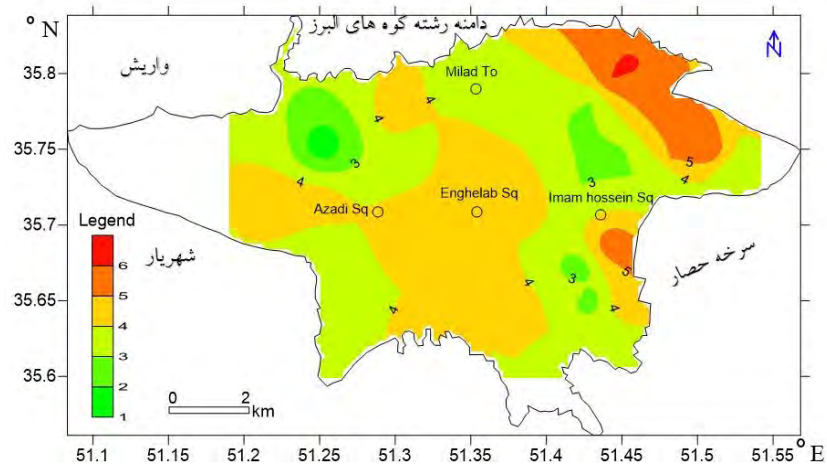 ° N
دامنه رشته کوه های البرز
N
واریش
35.8
Milad To
4
4
5
35.75
3
3
4
4
Enghelab Sq
Imam hossein Sq
35.7
Azadi Sq
Legend
شهریار
سرخه حصار
6
5
3
5
4
35.65
4
4
4
3
2
35.6
0 2
km
1
51.1 51.15 51.2 51.25 51.3 51.35 51.4 51.45 51.5 51.55
° E